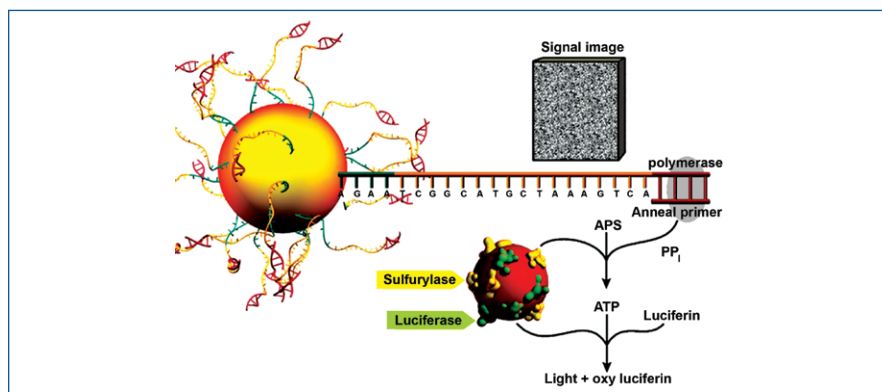 Signal image
polymerase
A G A A T C G G C A T G C T A A A G T C A
Anneal primer
APS
PPI
Sulfurylase
ATP
Luciferin
Luciferase
Light + oxy luciferin